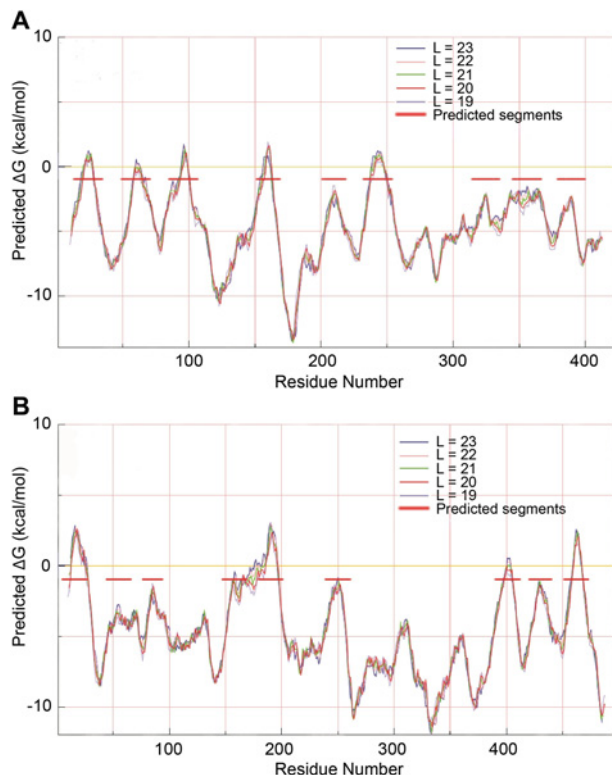 A
10
0
-10
Predicted ΔG (kcal/mol)
L = 23
L = 22
L = 21
L = 20
L = 19
Predicted segments
100
200
300
400
Residue Number
B
10
0
-10
Predicted ΔG (kcal/mol)
L = 23
L = 22
L = 21
L = 20
L = 19
Predicted segments
100
200
300
400
Residue Number